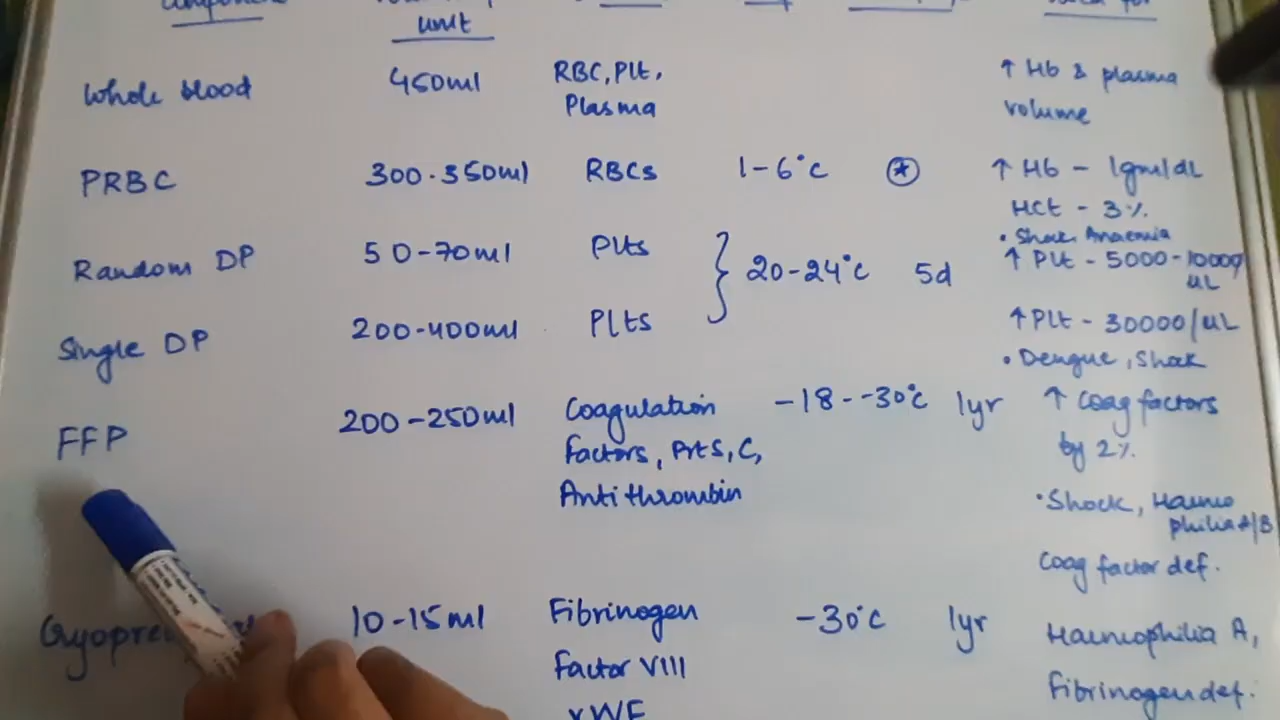 unit
Whole blood 450ml RBC, Plt, ↑ Hb & plasma
Plasma volume
PRBC 300-350ml RBCs 1-6°C * ↑ Hb - 1gm/dL
HCt - 3%
• Shock, Anaemia
Random DP 50-70ml Plts 20-24°C 5d ↑ Plt - 5000-10000/
uL
Single DP 200-400ml Plts ↑ Plt - 30000/uL
• Dengue, Shock
FFP 200-250ml Coagulation -18--30°C 1yr ↑ Coag factors
factors, Prts, C, by 2%.
Antithrombin • Shock, Haemo
philia A/B
Coag factor def.
10-15ml Fibrinogen -30°C 1yr Haemophilia A,
Factor VIII Fibrinogen def.
vWF